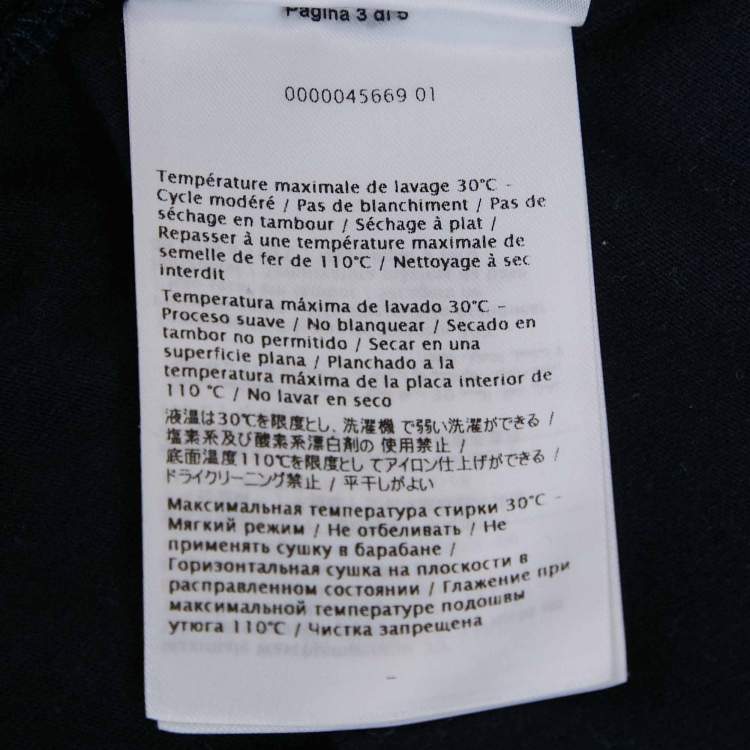 Pagina 3 di 5
0000045669 01
Température maximale de lavage 30°C -
Cycle modéré / Pas de blanchiment / Pas de
séchage en tambour / Séchage à plat /
Repasser à une température maximale de
semelle de fer de 110°C / Nettoyage à sec
interdit
Temperatura máxima de lavado 30°C -
Proceso suave / No blanquear / Secado en
tambor no permitido / Secar en una
superficie plana / Planchado a la
temperatura máxima de la placa interior de
110 °C / No lavar en seco
液温は30℃を限度とし、洗濯機 で弱い洗濯ができる /
塩素系及び酸素系漂白剤の 使用禁止 /
底面温度110℃を限度とし てアイロン仕上げができる /
ドライクリーニング禁止 / 平干しがよい
Максимальная температура стирки 30°C -
Мягкий режим / Не отбеливать / Не
применять сушку в барабане /
Горизонтальная сушка на плоскости в
расправленном состоянии / Глажение при
максимальной температуре подошвы
утюга 110°C / Чистка запрещена